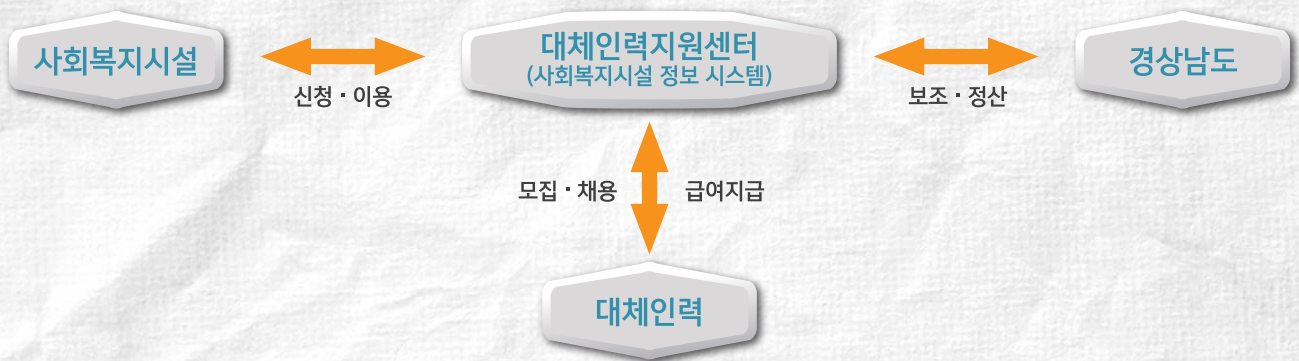 사회복지시설
신청 · 이용
대체인력지원센터
(사회복지시설 정보 시스템)
보조 · 정산
경상남도
모집 · 채용
급여지급
대체인력